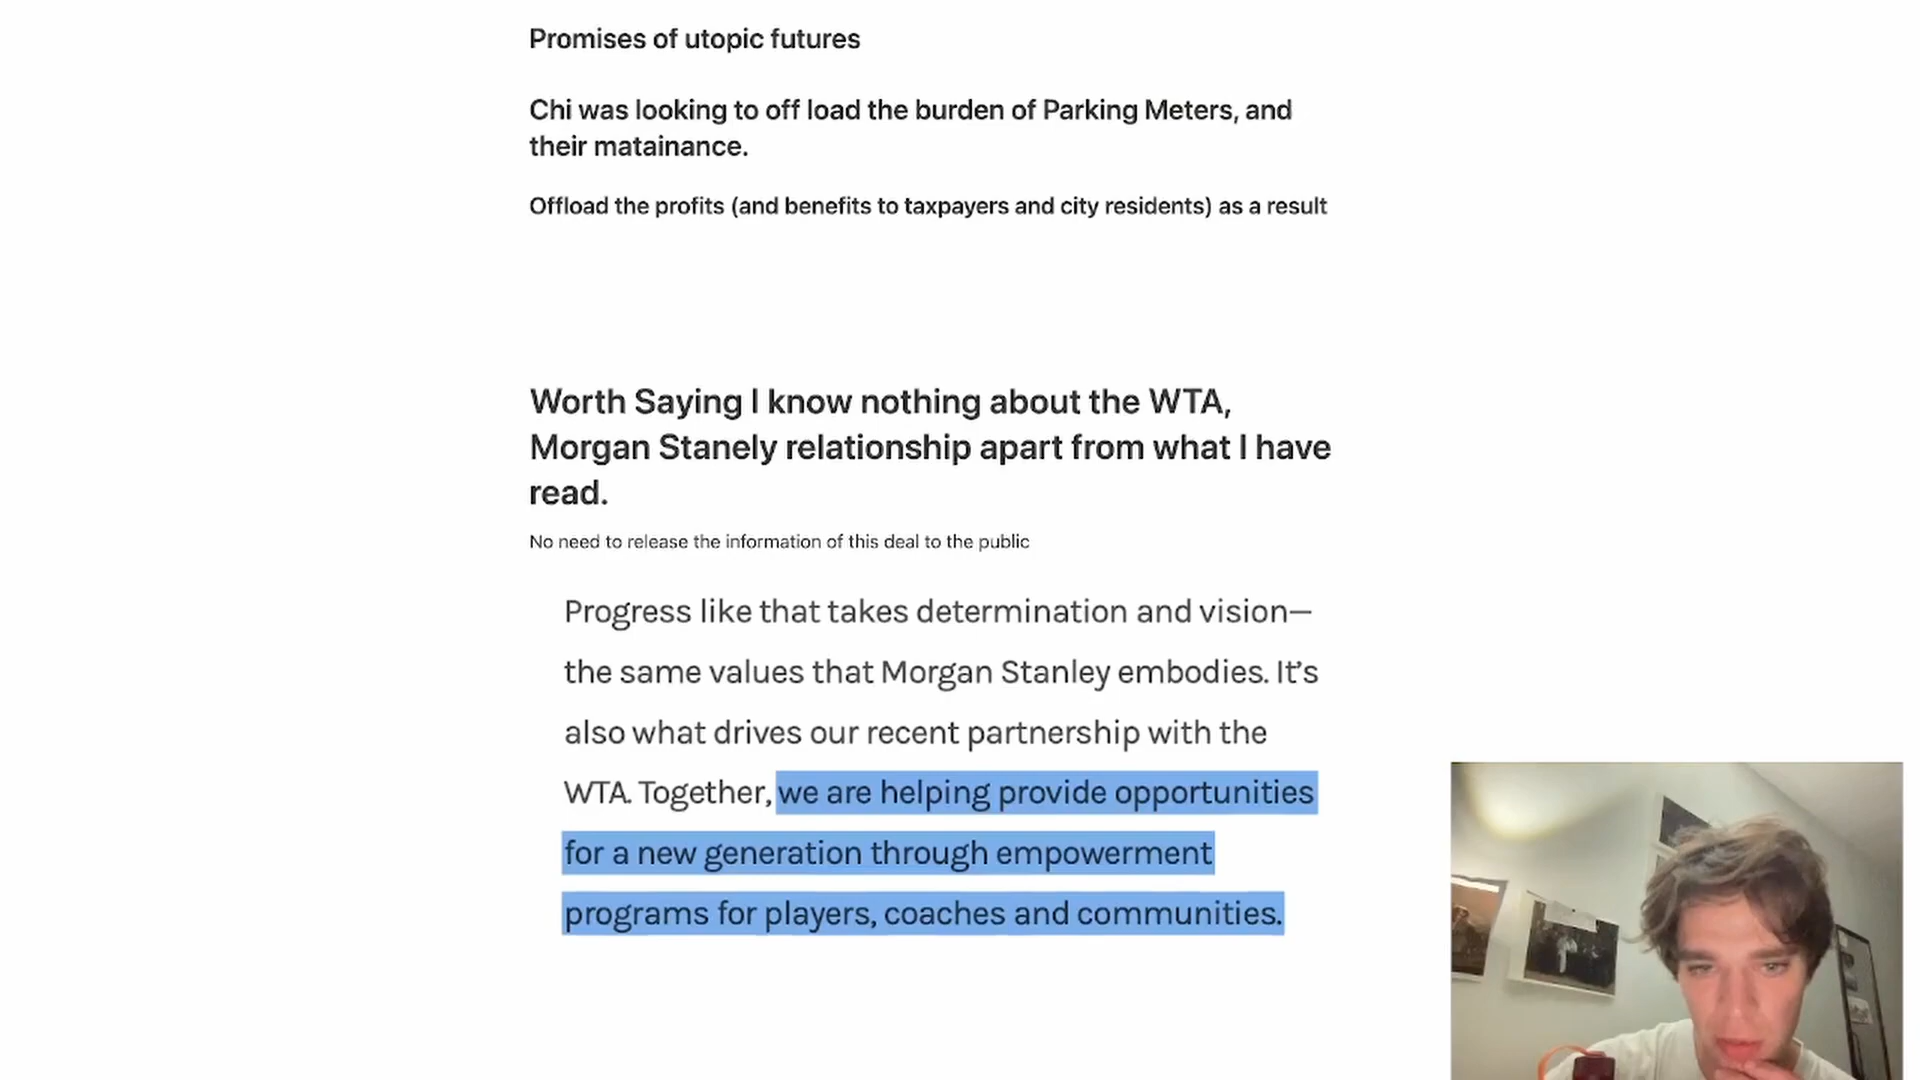 Promises of utopic futures
Chi was looking to off load the burden of Parking Meters, and
their matainance.
Offload the profits (and benefits to taxpayers and city residents) as a result
Worth Saying I know nothing about the WTA,
Morgan Stanely relationship apart from what I have
read.
No need to release the information of this deal to the public
Progress like that takes determination and vision—
the same values that Morgan Stanley embodies. It’s
also what drives our recent partnership with the
WTA. Together, we are helping provide opportunities
for a new generation through empowerment
programs for players, coaches and communities.